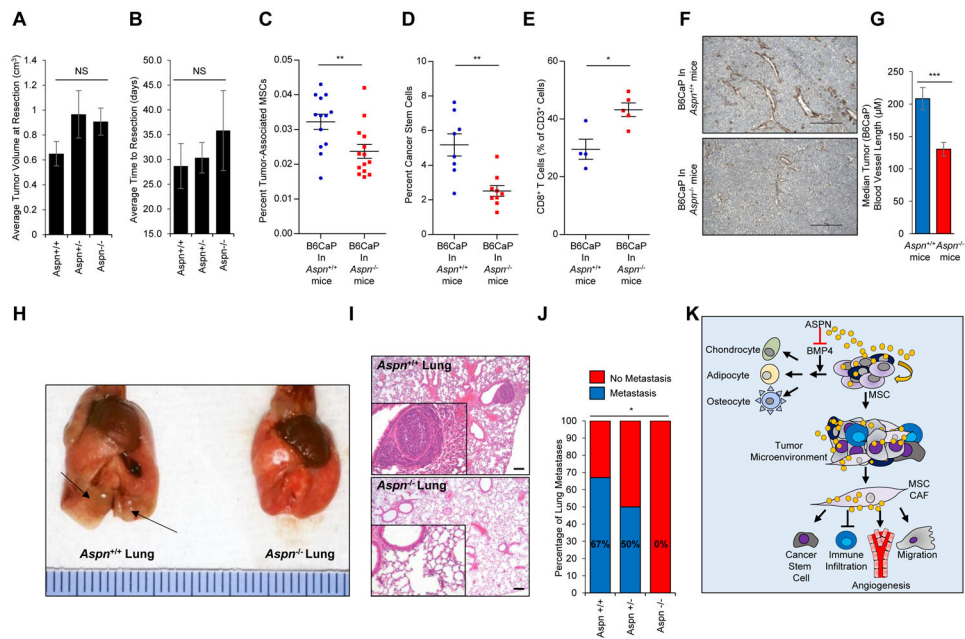 A
Average Tumor Volume at Resection (cm³)
1.4
1.2
1
0.8
0.6
0.4
0.2
0
NS
Aspn+/+
Aspn+/-
Aspn-/-
B
Average Time to Resection (days)
50.0
45.0
40.0
35.0
30.0
25.0
20.0
15.0
NS
Aspn+/+
Aspn+/-
Aspn-/-
C
Percent Tumor-Associated MSCs
0.05
0.04
0.03
0.02
0.01
0
**
B6CaP In Aspn+/+ mice
B6CaP In Aspn-/- mice
D
Percent Cancer Stem Cells
10
8
6
4
2
0
**
B6CaP In Aspn+/+ mice
B6CaP In Aspn-/- mice
E
CD8+ T Cells (% of CD3+ Cells)
60
50
40
30
20
10
0
*
B6CaP In Aspn+/+ mice
B6CaP In Aspn-/- mice
F
B6CaP In
Aspn+/+ mice
B6CaP In
Aspn-/- mice
G
Median Tumor (B6CaP)
Blood Vessel Length (µM)
250
200
150
100
50
0
***
Aspn+/+ mice
Aspn-/- mice
H
Aspn+/+ Lung
Aspn-/- Lung
I
Aspn+/+ Lung
Aspn-/- Lung
J
No Metastasis
Metastasis
*
Percentage of Lung Metastases
100
90
80
70
60
50
40
30
20
10
0
67%
50%
0%
Aspn +/+
Aspn +/-
Aspn -/-
K
ASPN
BMP4
Chondrocyte
Adipocyte
Osteocyte
MSC
Tumor
Microenvironment
MSC
CAF
Cancer
Stem
Cell
Immune
Infiltration
Angiogenesis
Migration